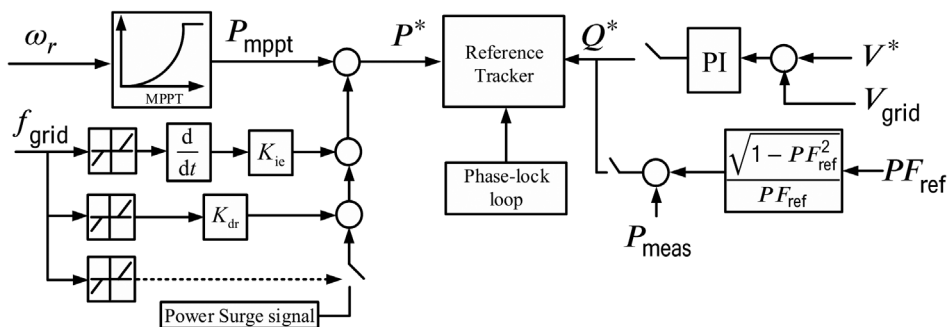 ω_r
MPPT
P_mppt
P*
Reference
Tracker
Q*
PI
V*
V_grid
f_grid
d
dt
K_ie
K_dr
Power Surge signal
Phase-lock
loop
P_meas
√1 − PF²_ref
PF_ref
PF_ref